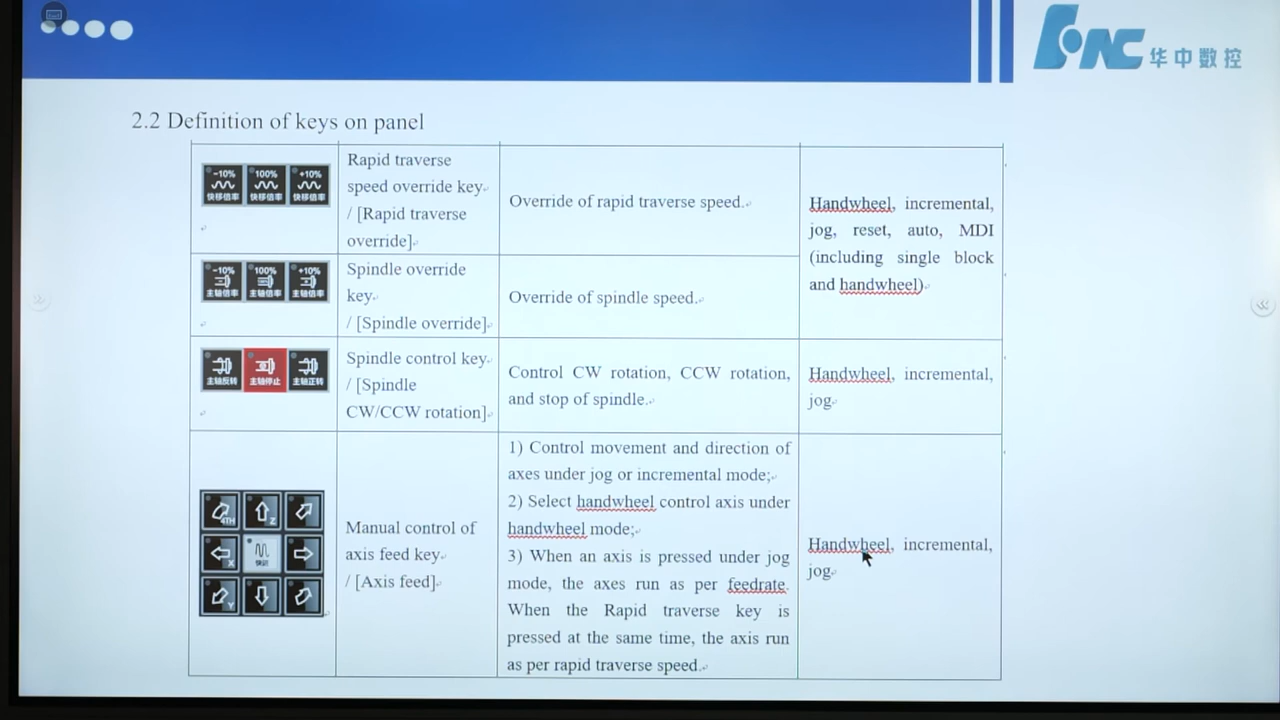 HNC 华中数控
2.2 Definition of keys on panel
-10% 100% +10%
快移倍率 快移倍率 快移倍率
Rapid traverse
speed override key
/ [Rapid traverse
override]
Override of rapid traverse speed.
Handwheel, incremental,
jog, reset, auto, MDI
(including single block
and handwheel)
-10% 100% +10%
主轴倍率 主轴倍率 主轴倍率
Spindle override
key
/ [Spindle override]
Override of spindle speed.
主轴反转 主轴停止 主轴正转
Spindle control key
/ [Spindle
CW/CCW rotation]
Control CW rotation, CCW rotation,
and stop of spindle.
Handwheel, incremental,
jog
4TH Z
X 快进
Y
Manual control of
axis feed key
/ [Axis feed]
1) Control movement and direction of
axes under jog or incremental mode;
2) Select handwheel control axis under
handwheel mode;
3) When an axis is pressed under jog
mode, the axes run as per feedrate.
When the Rapid traverse key is
pressed at the same time, the axis run
as per rapid traverse speed.
Handwheel, incremental,
jog